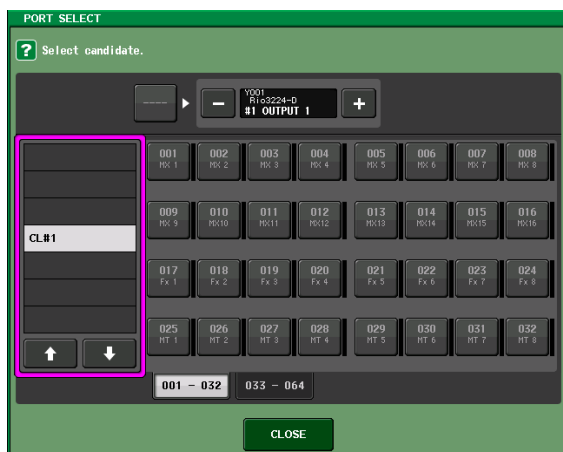 PORT SELECT
? Select candidate.
---- Y001
Rio3224-D
#1 OUTPUT 1
− +
001 002 003 004 005 006 007 008
MX 1 MX 2 MX 3 MX 4 MX 5 MX 6 MX 7 MX 8
009 010 011 012 013 014 015 016
MX 9 MX10 MX11 MX12 MX13 MX14 MX15 MX16
CL#1
017 018 019 020 021 022 023 024
Fx 1 Fx 2 Fx 3 Fx 4 Fx 5 Fx 6 Fx 7 Fx 8
025 026 027 028 029 030 031 032
MT 1 MT 2 MT 3 MT 4 MT 5 MT 6 MT 7 MT 8
001 − 032 033 − 064
CLOSE